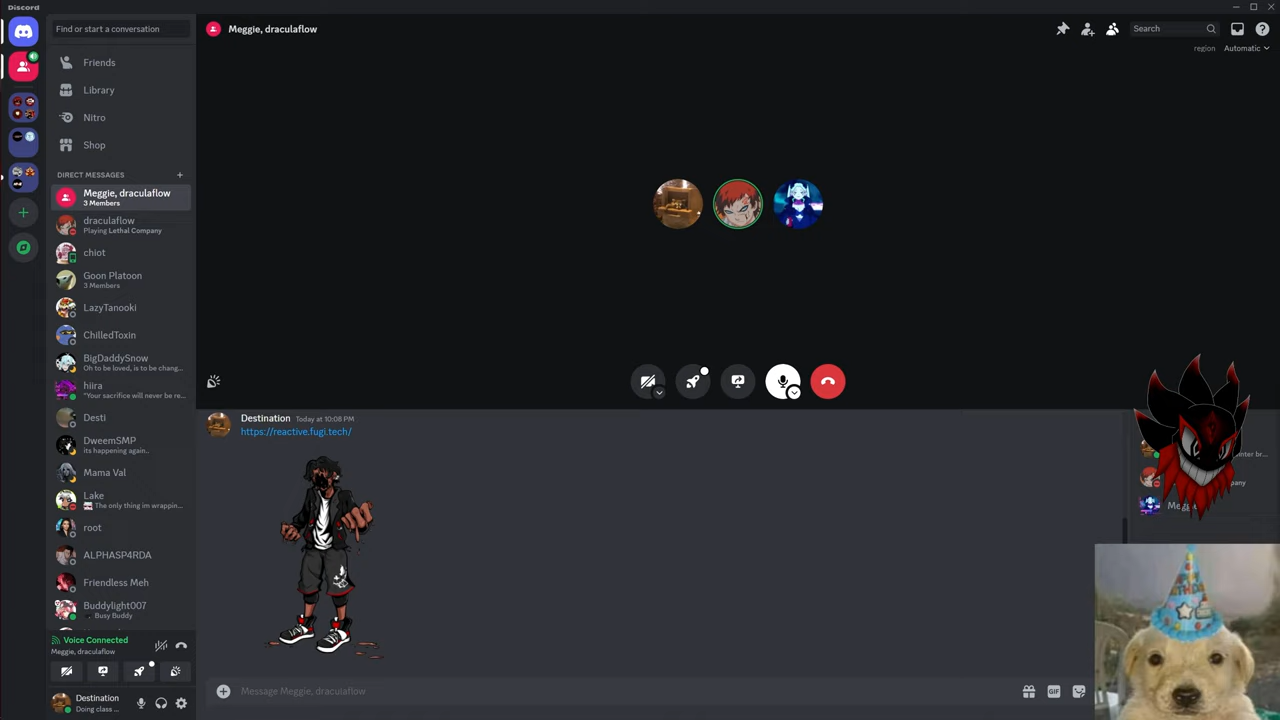 Discord
Find or start a conversation
Friends
Library
Nitro
Shop
DIRECT MESSAGES
Meggie, draculaflow
3 Members
draculaflow
Playing Lethal Company
chiot
Goon Platoon
3 Members
LazyTanooki
ChilledToxin
BigDaddySnow
Oh to be loved, is to be chang...
hiira
"Your sacrifice will never be re...
Desti
DweemSMP
its happening again..
Mama Val
Lake
The only thing im wrappin...
root
ALPHASP4RDA
Friendless Meh
Buddylight007
Busy Buddy
Voice Connected
Meggie, draculaflow
Destination
Doing class ...
Meggie, draculaflow
Search
region
Automatic
Destination Today at 10:08 PM
https://reactive.fugi.tech/
Message Meggie, draculaflow
GIF